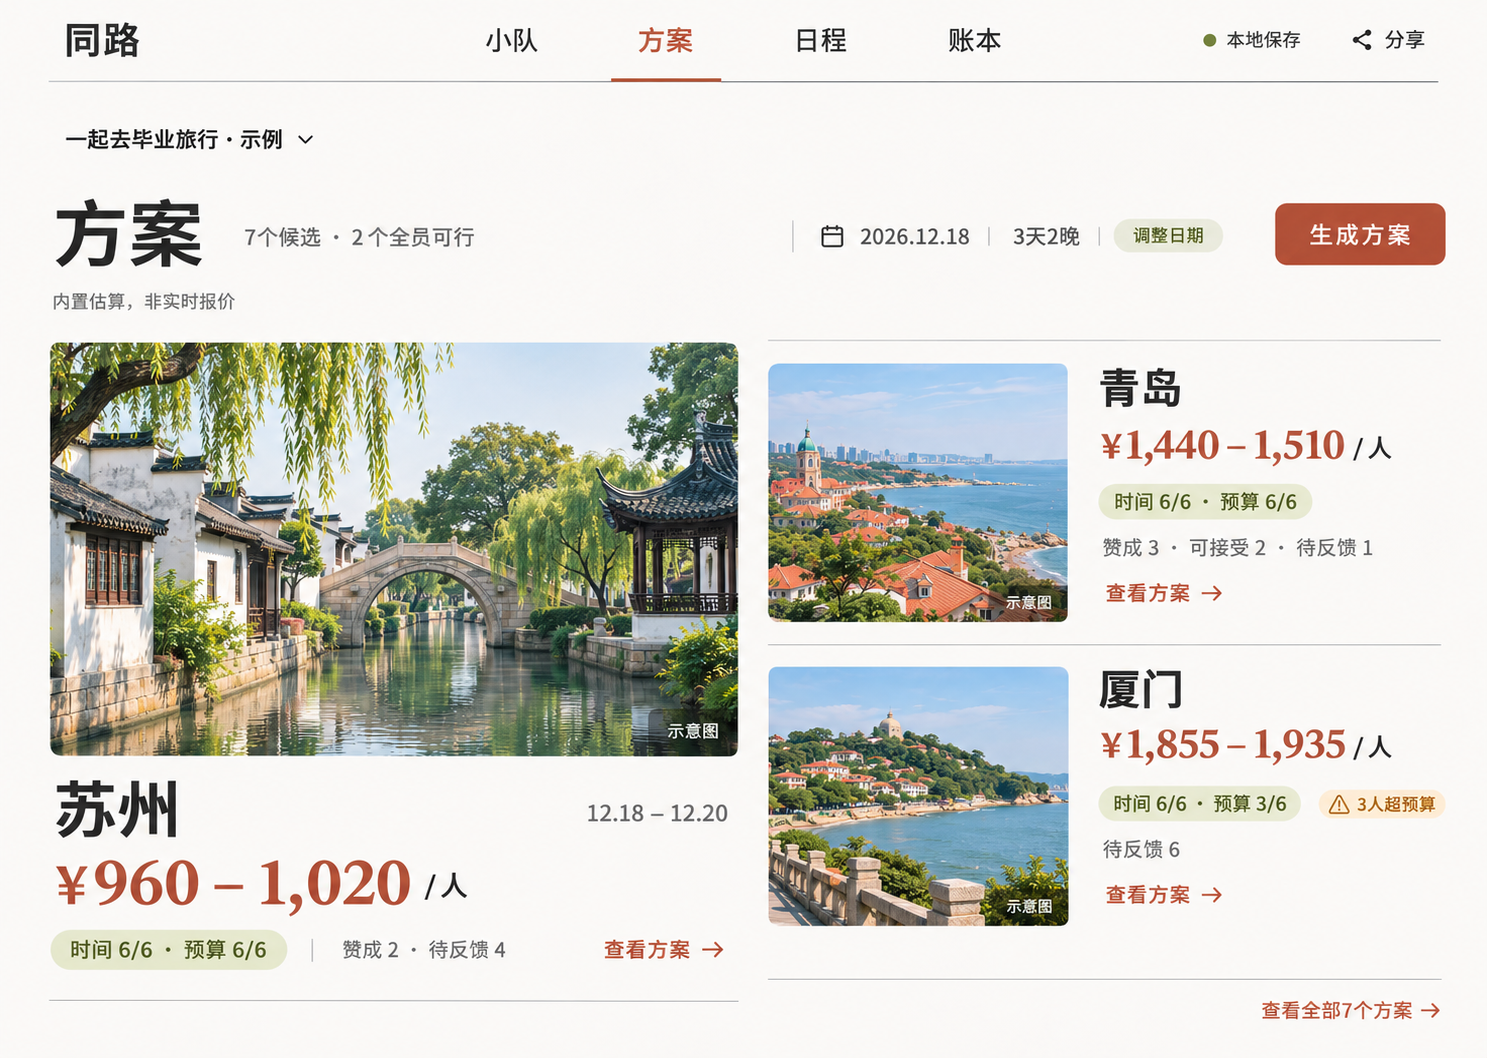 同路
小队
方案
日程
账本
本地保存
分享
一起去毕业旅行·示例
方案
7个候选 · 2个全员可行
2026.12.18
3天2晚
调整日期
生成方案
内置估算，非实时报价
示意图
苏州
12.18 – 12.20
¥960 – 1,020 / 人
时间 6/6 · 预算 6/6
赞成 2 · 待反馈 4
查看方案 →
示意图
青岛
¥1,440 – 1,510 / 人
时间 6/6 · 预算 6/6
赞成 3 · 可接受 2 · 待反馈 1
查看方案 →
示意图
厦门
¥1,855 – 1,935 / 人
时间 6/6 · 预算 3/6
3人超预算
待反馈 6
查看方案 →
查看全部7个方案 →